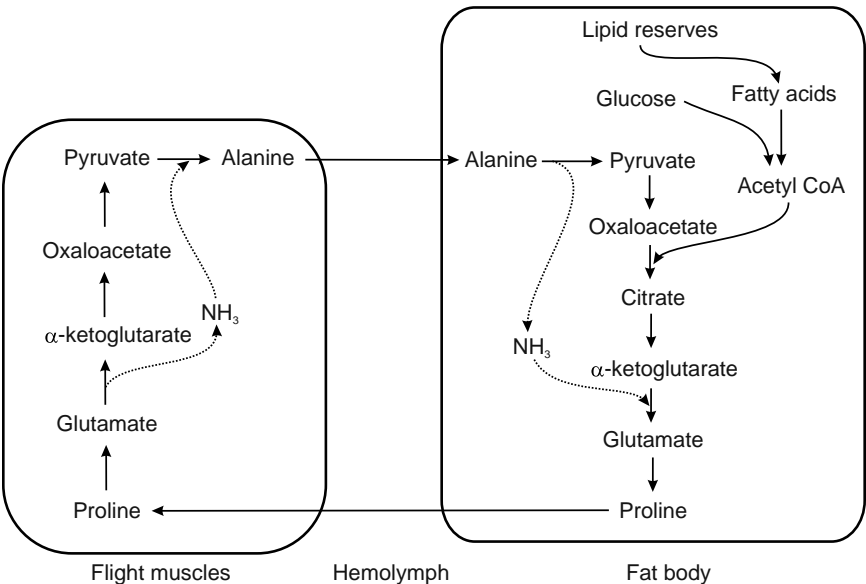 Lipid reserves
Glucose
Fatty acids
Pyruvate
Alanine
Alanine
Pyruvate
Acetyl CoA
Oxaloacetate
Oxaloacetate
Citrate
NH₃
α-ketoglutarate
NH₃
α-ketoglutarate
Glutamate
Glutamate
Proline
Proline
Flight muscles
Hemolymph
Fat body